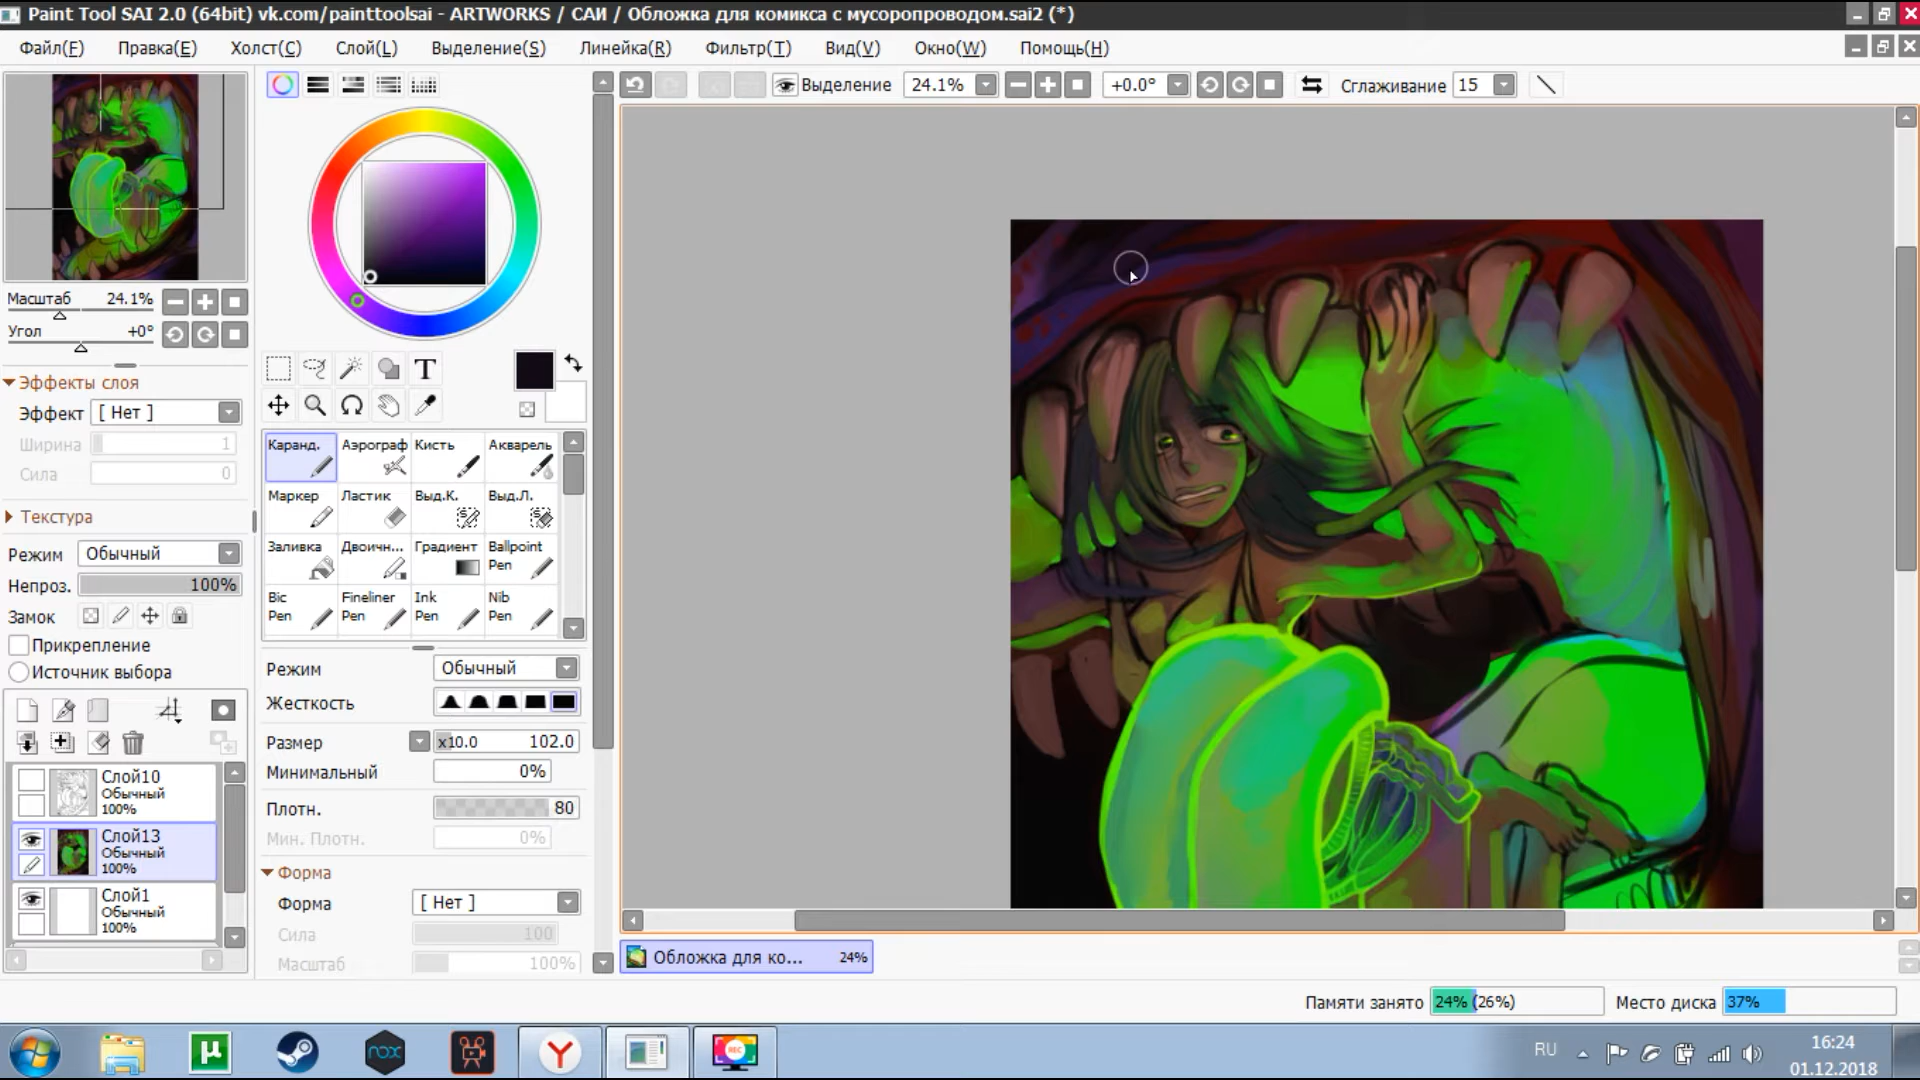 Paint Tool SAI 2.0 (64bit) vk.com/painttoolsai - ARTWORKS / САИ / Обложка для комикса с мусоропроводом.sai2 (*)
Файл(F) Правка(E) Холст(C) Слой(L) Выделение(S) Линейка(R) Фильтр(T) Вид(V) Окно(W) Помощь(H)
Выделение 24.1% +0.0° Сглаживание 15
Масштаб 24.1%
Угол +0°
Эффекты слоя
Эффект [ Нет ]
Ширина 1
Сила 0
Текстура
Режим Обычный
Непроз. 100%
Замок
Прикрепление
Источник выбора
Слой10
Обычный
100%
Слой13
Обычный
100%
Слой1
Обычный
100%
T
Каранд. Аэрограф Кисть Акварель
Маркер Ластик Выд.К. Выд.Л.
Заливка Двоичн... Градиент Ballpoint Pen
Bic Pen Fineliner Pen Ink Pen Nib Pen
Режим Обычный
Жесткость
Размер x10.0 102.0
Минимальный 0%
Плотн. 80
Мин. Плотн. 0%
Форма
Форма [ Нет ]
Сила 100
Масштаб 100%
Обложка для ко... 24%
Памяти занято 24% (26%) Место диска 37%
µ nox Y REC
RU 16:24
01.12.2018